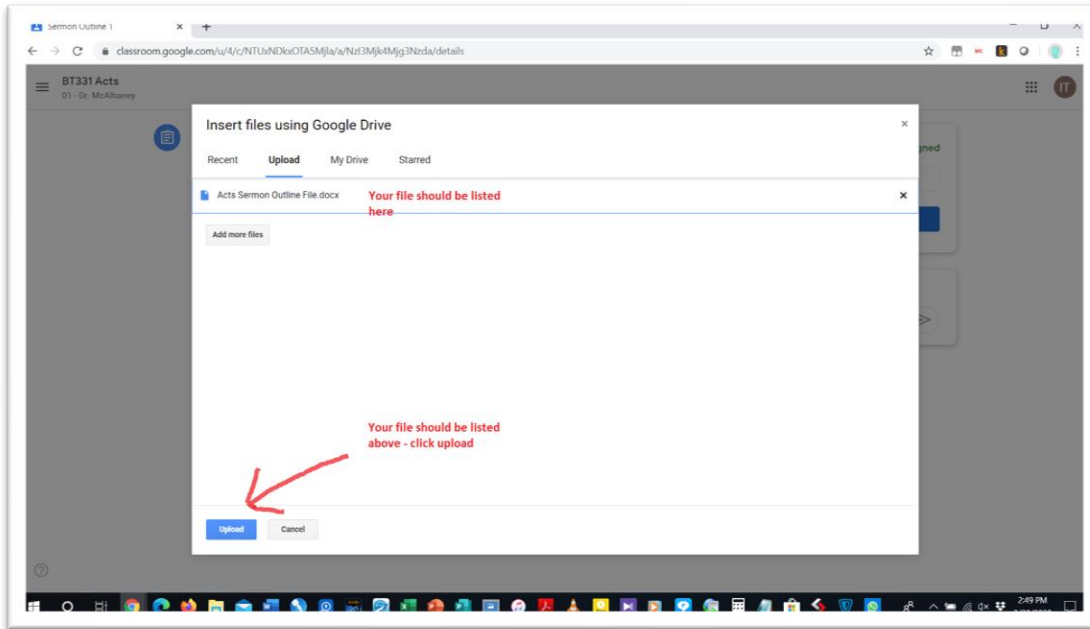 Sermon Outline 1
classroom.google.com/u/4/c/NTUxNDkxOTA5Mjla/a/NzI3Mjk4Mjg3Nzda/details
BT331 Acts
01 - Dr. McAlhaney
IT
Insert files using Google Drive
Recent Upload My Drive Starred
Acts Sermon Outline File.docx
Your file should be listed
here
Add more files
Your file should be listed
above - click upload
Upload Cancel
2:49 PM